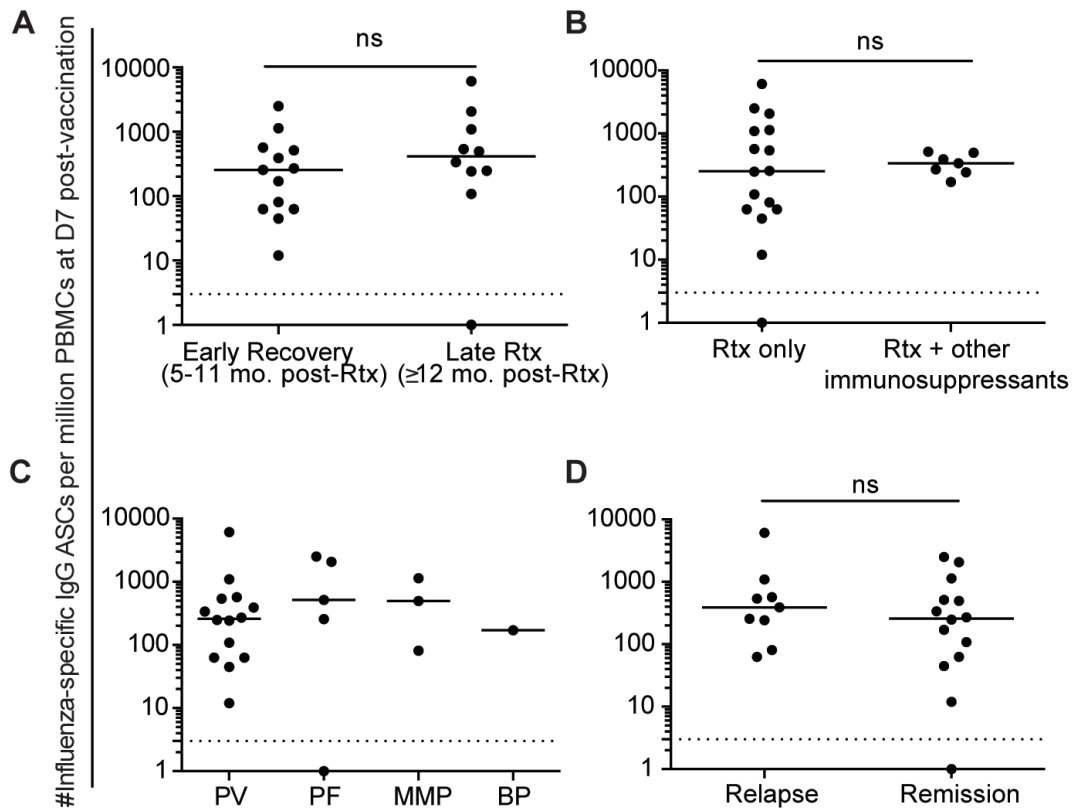 #Influenza-specific IgG ASCs per million PBMCs at D7 post-vaccination
A
ns
10000
1000
100
10
1
Early Recovery
(5-11 mo. post-Rtx)
Late Rtx
(≥12 mo. post-Rtx)
B
ns
10000
1000
100
10
1
Rtx only
Rtx + other
immunosuppressants
C
10000
1000
100
10
1
PV
PF
MMP
BP
D
ns
10000
1000
100
10
1
Relapse
Remission